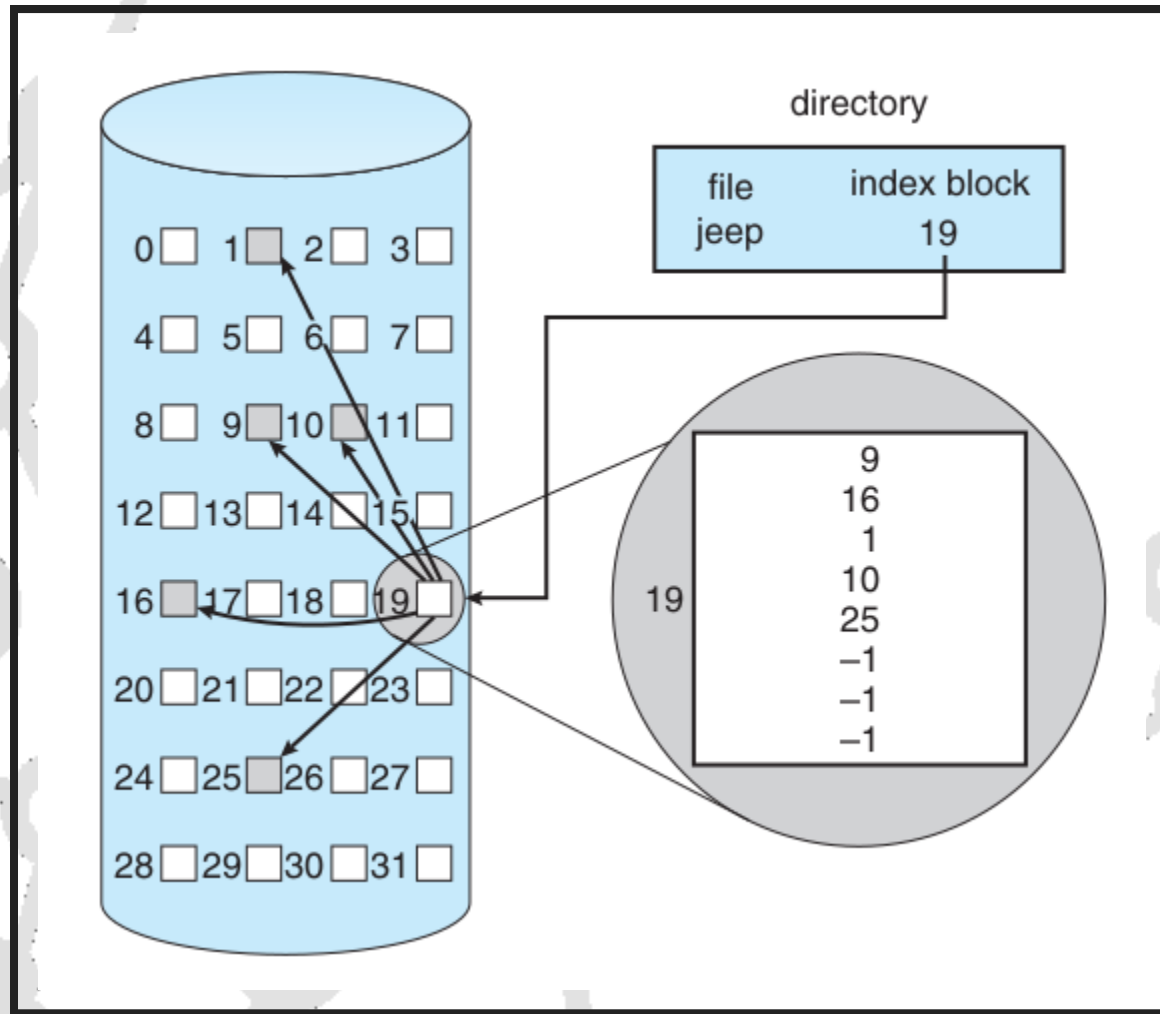 directory
file index block
jeep 19
0 1 2 3
4 5 6 7
8 9 10 11
12 13 14 15
16 17 18 19
20 21 22 23
24 25 26 27
28 29 30 31
19
9
16
1
10
25
–1
–1
–1